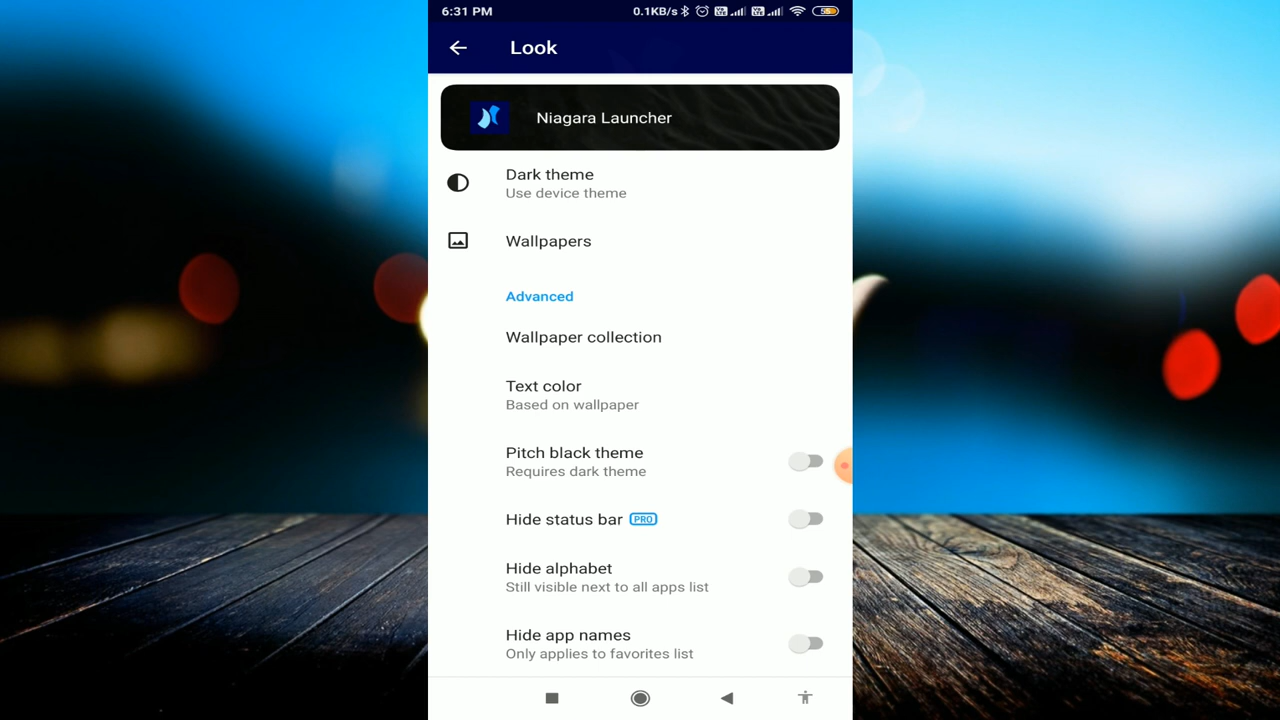 6:31 PM
0.1KB/s
Look
Niagara Launcher
Dark theme
Use device theme
Wallpapers
Advanced
Wallpaper collection
Text color
Based on wallpaper
Pitch black theme
Requires dark theme
Hide status bar PRO
Hide alphabet
Still visible next to all apps list
Hide app names
Only applies to favorites list